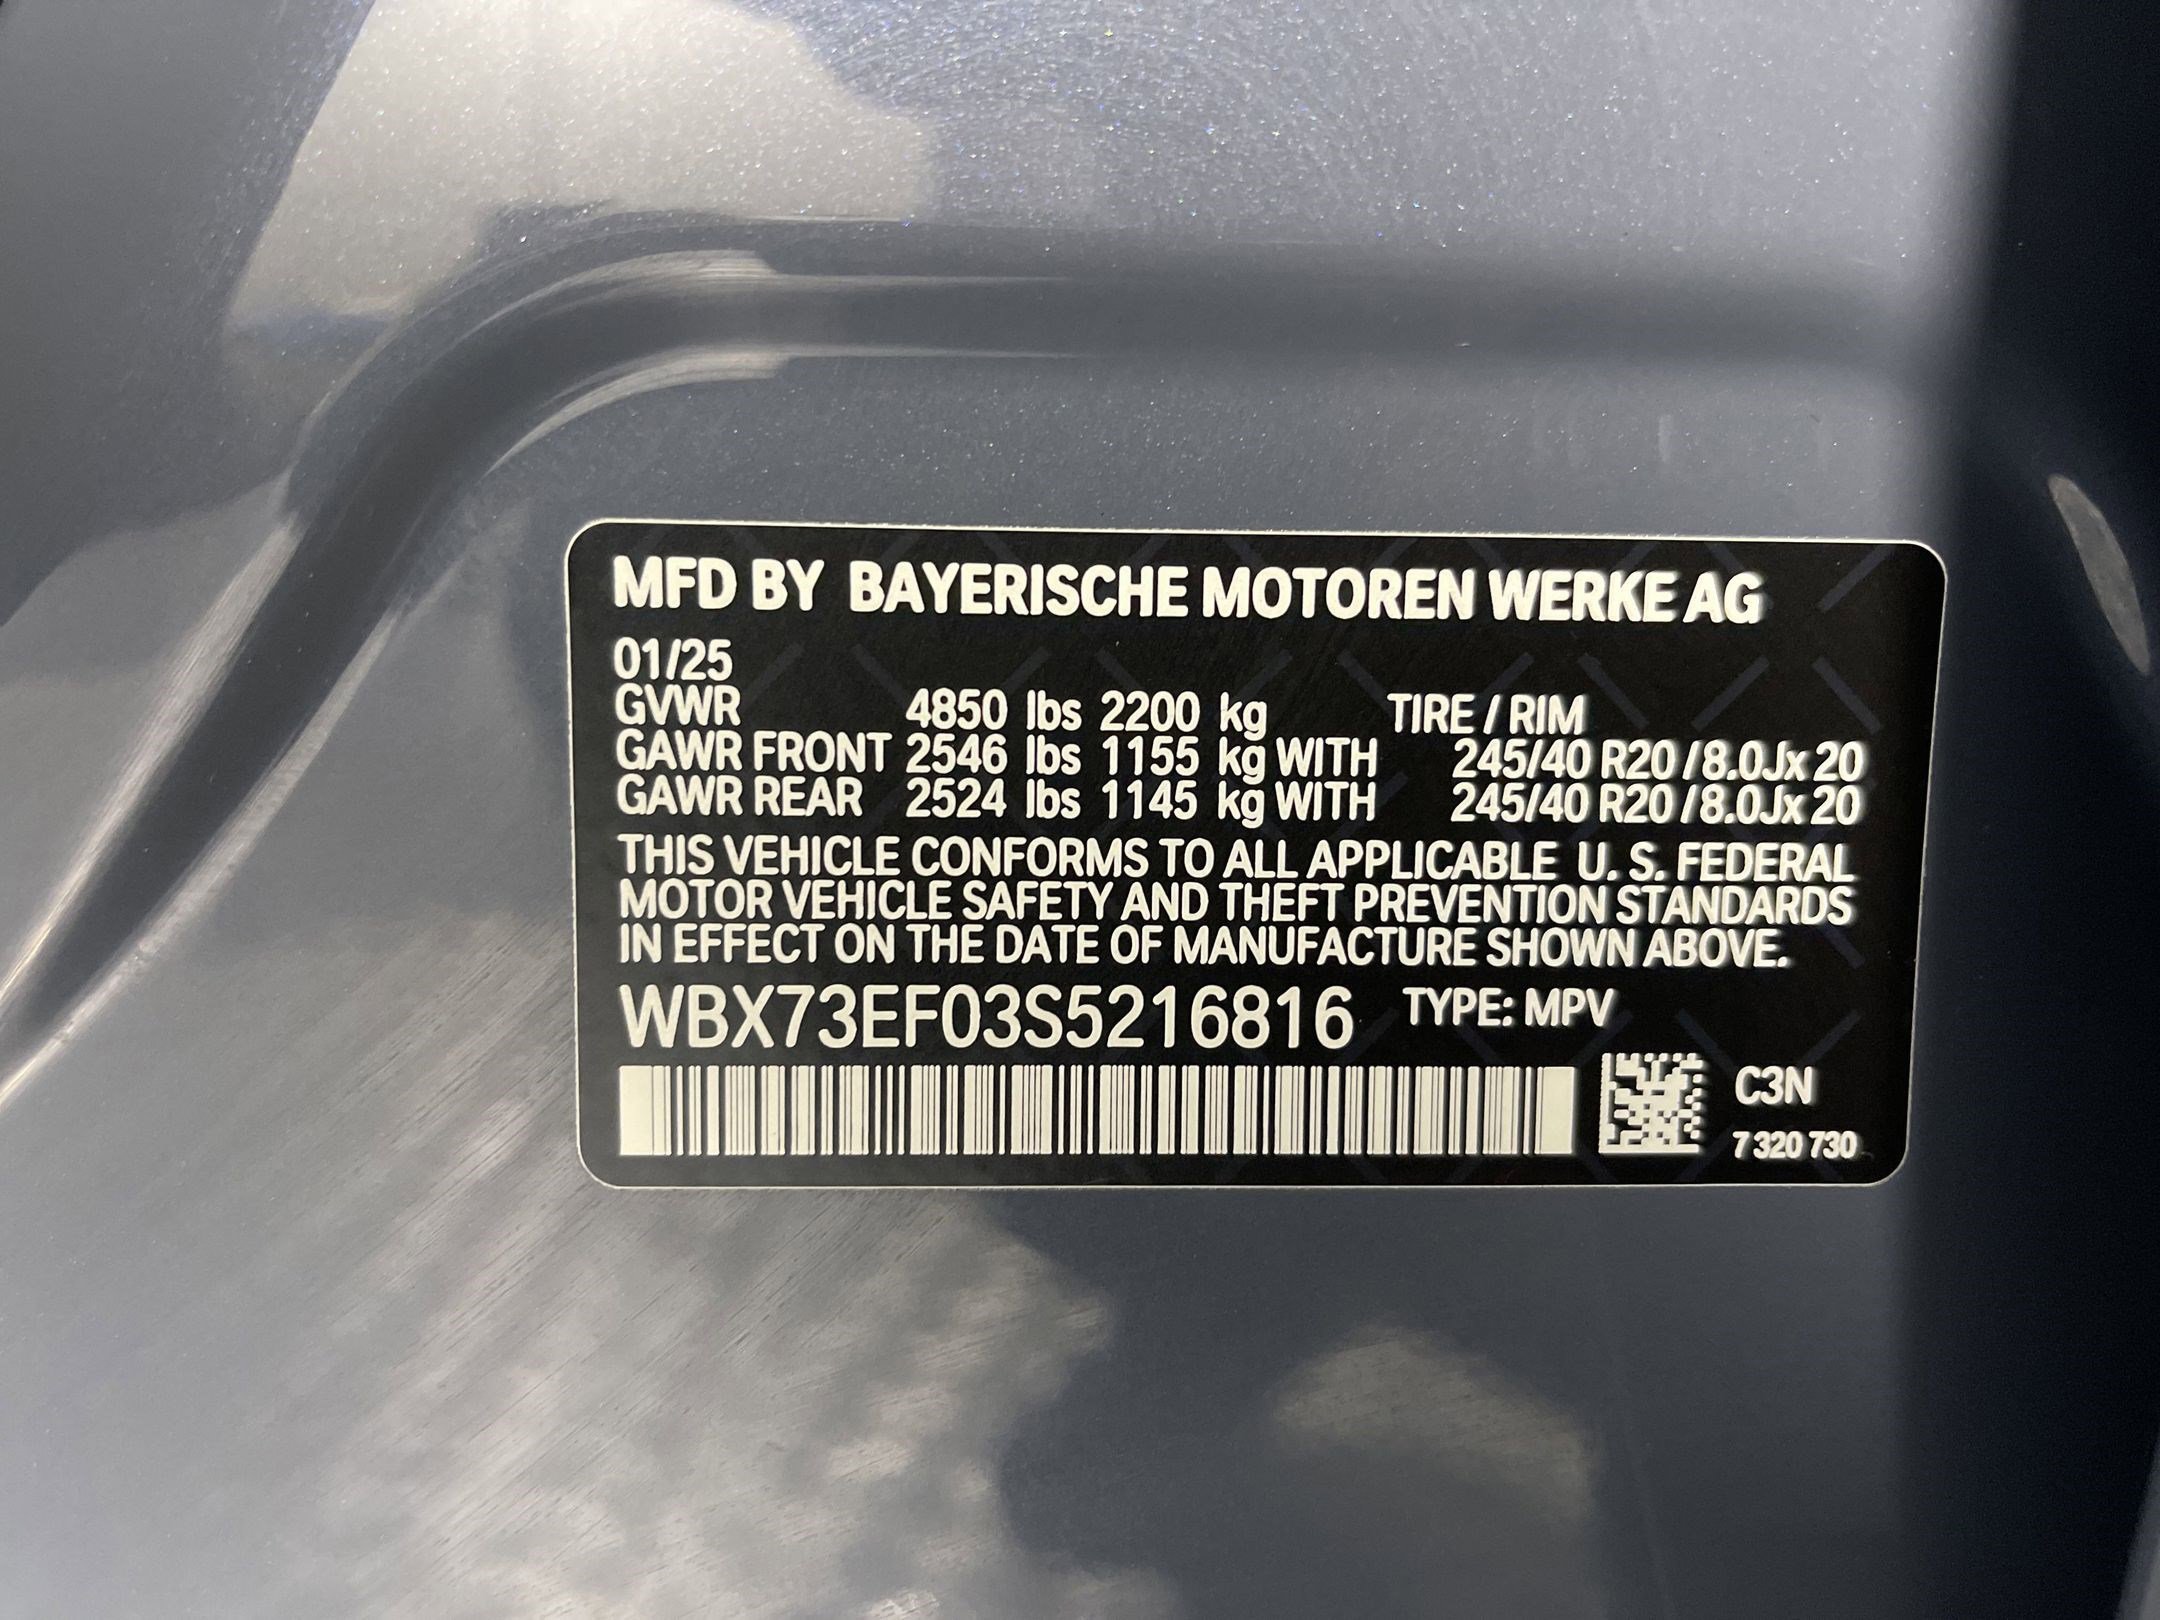 MFD BY BAYERISCHE MOTOREN WERKE AG
01/25
GVWR 4850 lbs 2200 kg TIRE / RIM
GAWR FRONT 2546 lbs 1155 kg WITH 245/40 R20 / 8.0Jx 20
GAWR REAR 2524 lbs 1145 kg WITH 245/40 R20 / 8.0Jx 20
THIS VEHICLE CONFORMS TO ALL APPLICABLE U. S. FEDERAL
MOTOR VEHICLE SAFETY AND THEFT PREVENTION STANDARDS
IN EFFECT ON THE DATE OF MANUFACTURE SHOWN ABOVE.
WBX73EF03S5216816 TYPE: MPV
C3N
7 320 730